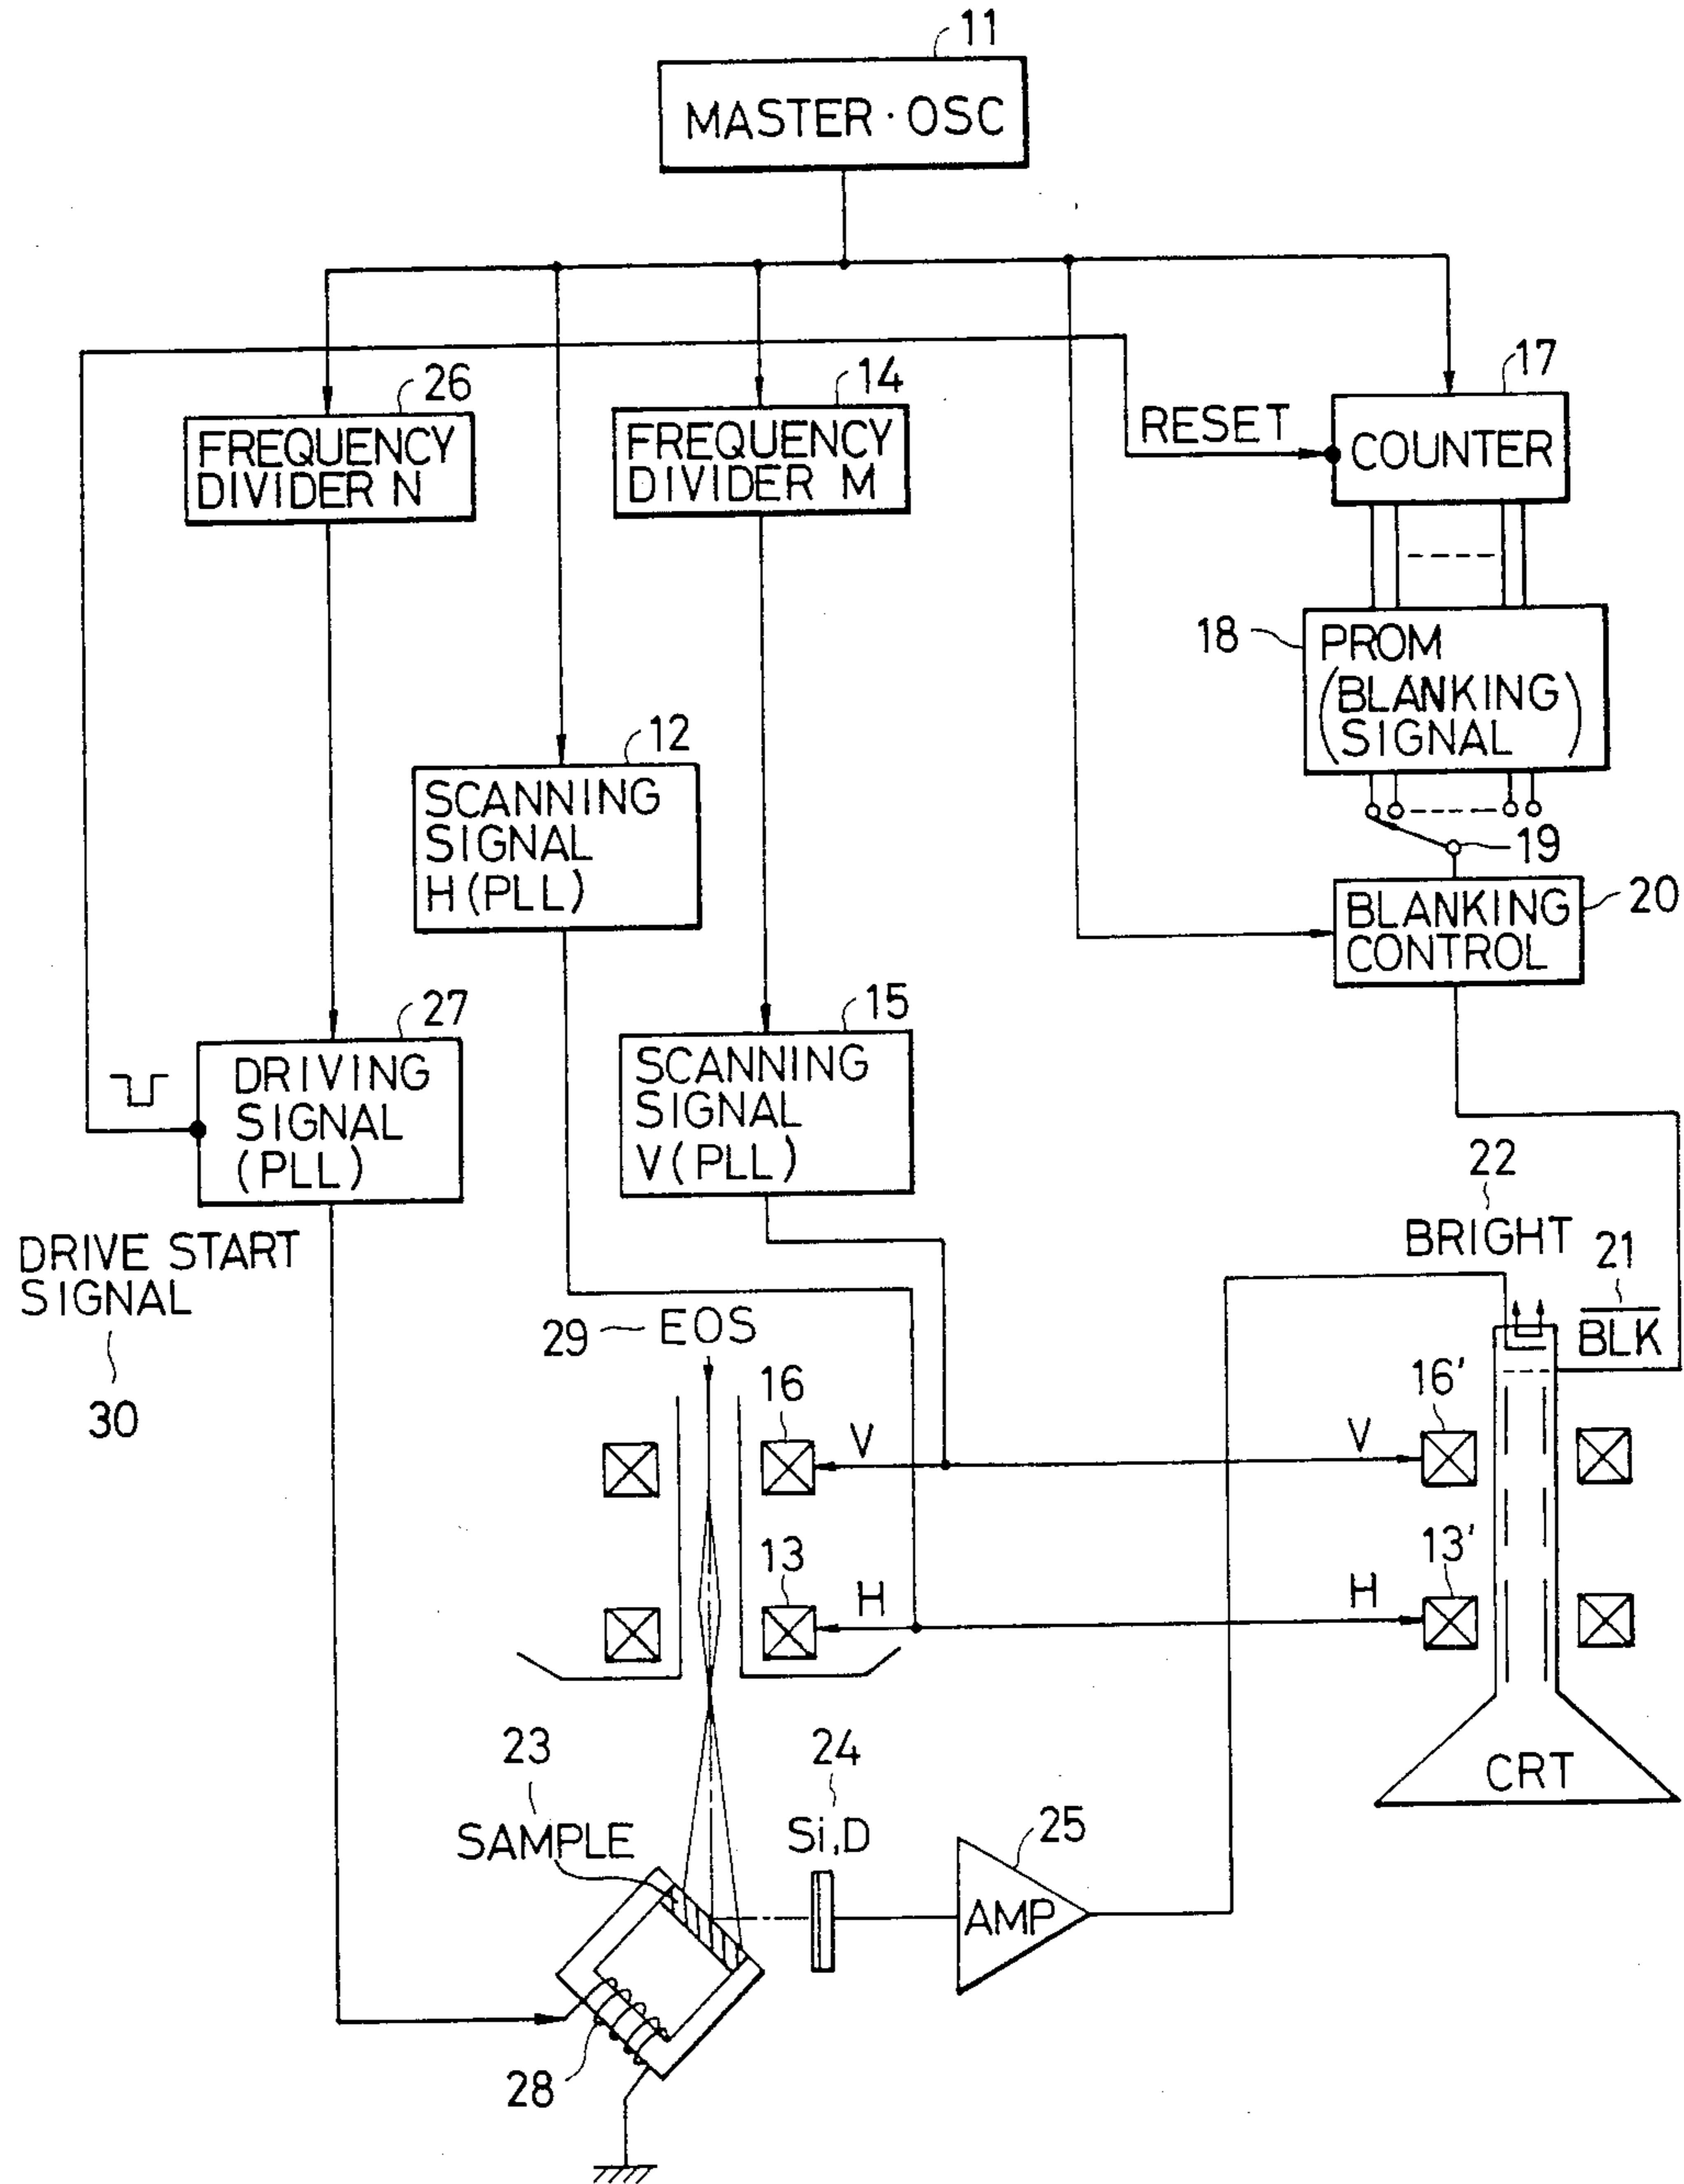 11
MASTER · OSC
26
FREQUENCY
DIVIDER N
14
FREQUENCY
DIVIDER M
RESET
17
COUNTER
18
PROM
(BLANKING
SIGNAL)
19
12
SCANNING
SIGNAL
H (PLL)
20
BLANKING
CONTROL
27
DRIVING
SIGNAL
(PLL)
15
SCANNING
SIGNAL
V (PLL)
DRIVE START
SIGNAL
30
22
BRIGHT
21
BLK
29
EOS
16
V
V
16'
13
H
H
13'
CRT
23
SAMPLE
24
Si,D
25
AMP
28